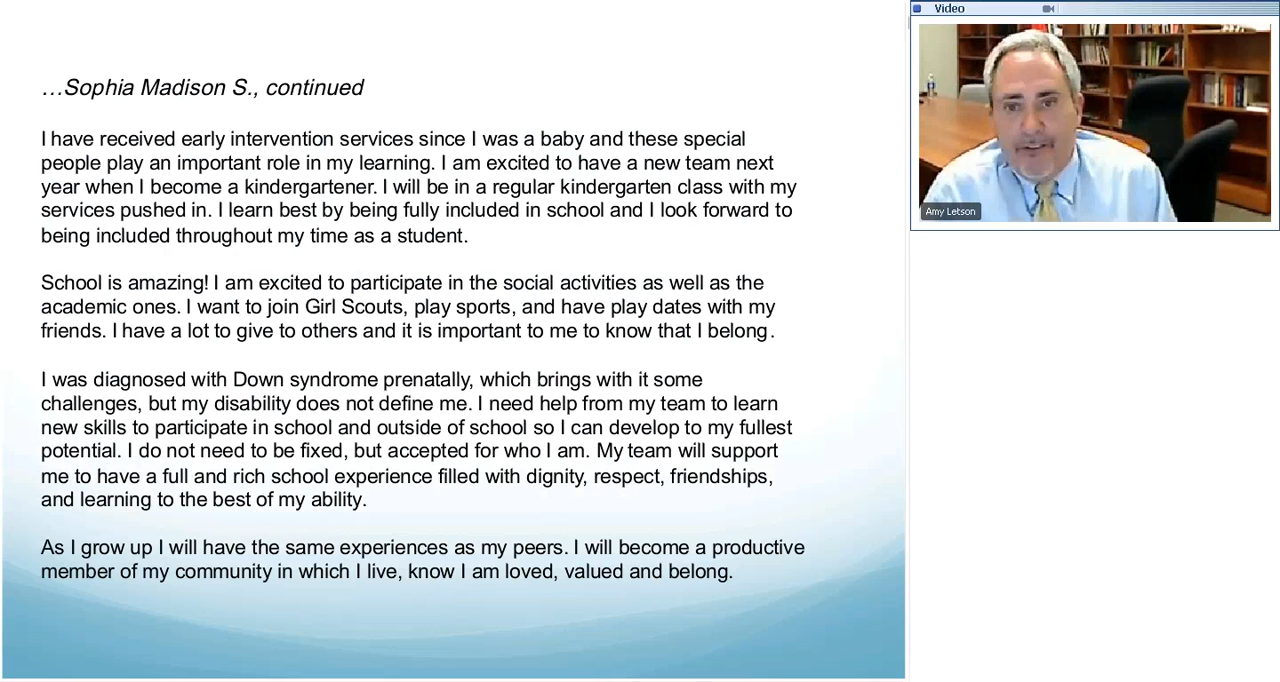 …Sophia Madison S., continued
I have received early intervention services since I was a baby and these special
people play an important role in my learning. I am excited to have a new team next
year when I become a kindergartener. I will be in a regular kindergarten class with my
services pushed in. I learn best by being fully included in school and I look forward to
being included throughout my time as a student.
School is amazing! I am excited to participate in the social activities as well as the
academic ones. I want to join Girl Scouts, play sports, and have play dates with my
friends. I have a lot to give to others and it is important to me to know that I belong.
I was diagnosed with Down syndrome prenatally, which brings with it some
challenges, but my disability does not define me. I need help from my team to learn
new skills to participate in school and outside of school so I can develop to my fullest
potential. I do not need to be fixed, but accepted for who I am. My team will support
me to have a full and rich school experience filled with dignity, respect, friendships,
and learning to the best of my ability.
As I grow up I will have the same experiences as my peers. I will become a productive
member of my community in which I live, know I am loved, valued and belong.
Video
Amy Letson